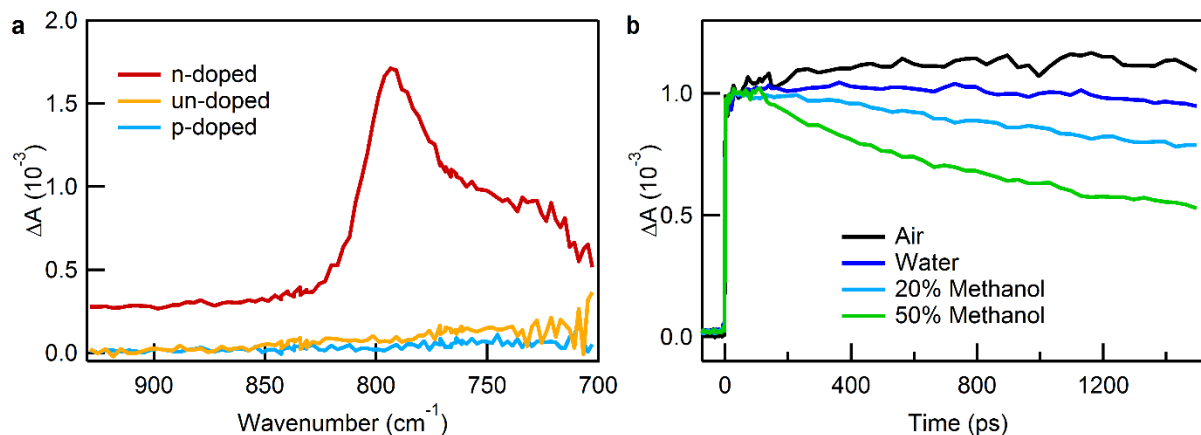 a
2.0
1.5
1.0
0.5
0.0
ΔA (10⁻³)
n-doped
un-doped
p-doped
900
850
800
750
700
Wavenumber (cm⁻¹)
b
1.0
0.5
0.0
ΔA (10⁻³)
Air
Water
20% Methanol
50% Methanol
0
400
800
1200
Time (ps)